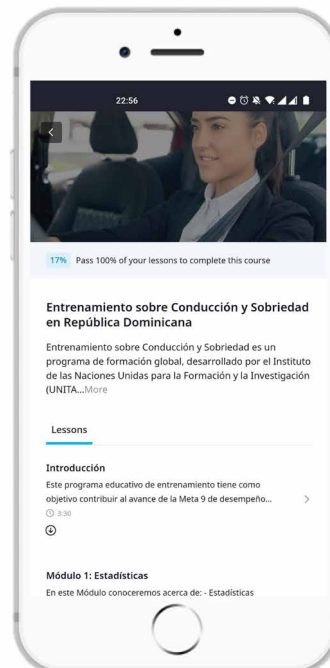 22:56
17% Pass 100% of your lessons to complete this course
Entrenamiento sobre Conducción y Sobriedad
en República Dominicana
Entrenamiento sobre Conducción y Sobriedad es un
programa de formación global, desarrollado por el Instituto
de las Naciones Unidas para la Formación y la Investigación
(UNITA...More
Lessons
Introducción
Este programa educativo de entrenamiento tiene como
objetivo contribuir al avance de la Meta 9 de desempeño...
3:30
Módulo 1: Estadísticas
En este Módulo conoceremos acerca de: - Estadísticas